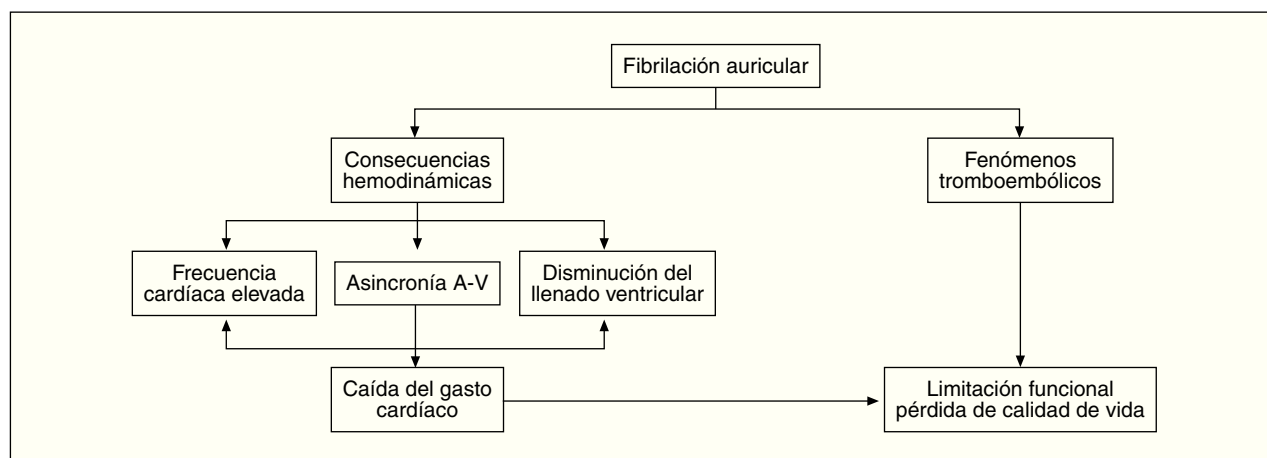 Fibrilación auricular
Consecuencias
hemodinámicas
Fenómenos
tromboembólicos
Frecuencia
cardíaca elevada
Asincronía A-V
Disminución del
llenado ventricular
Caída del gasto
cardíaco
Limitación funcional
pérdida de calidad de vida